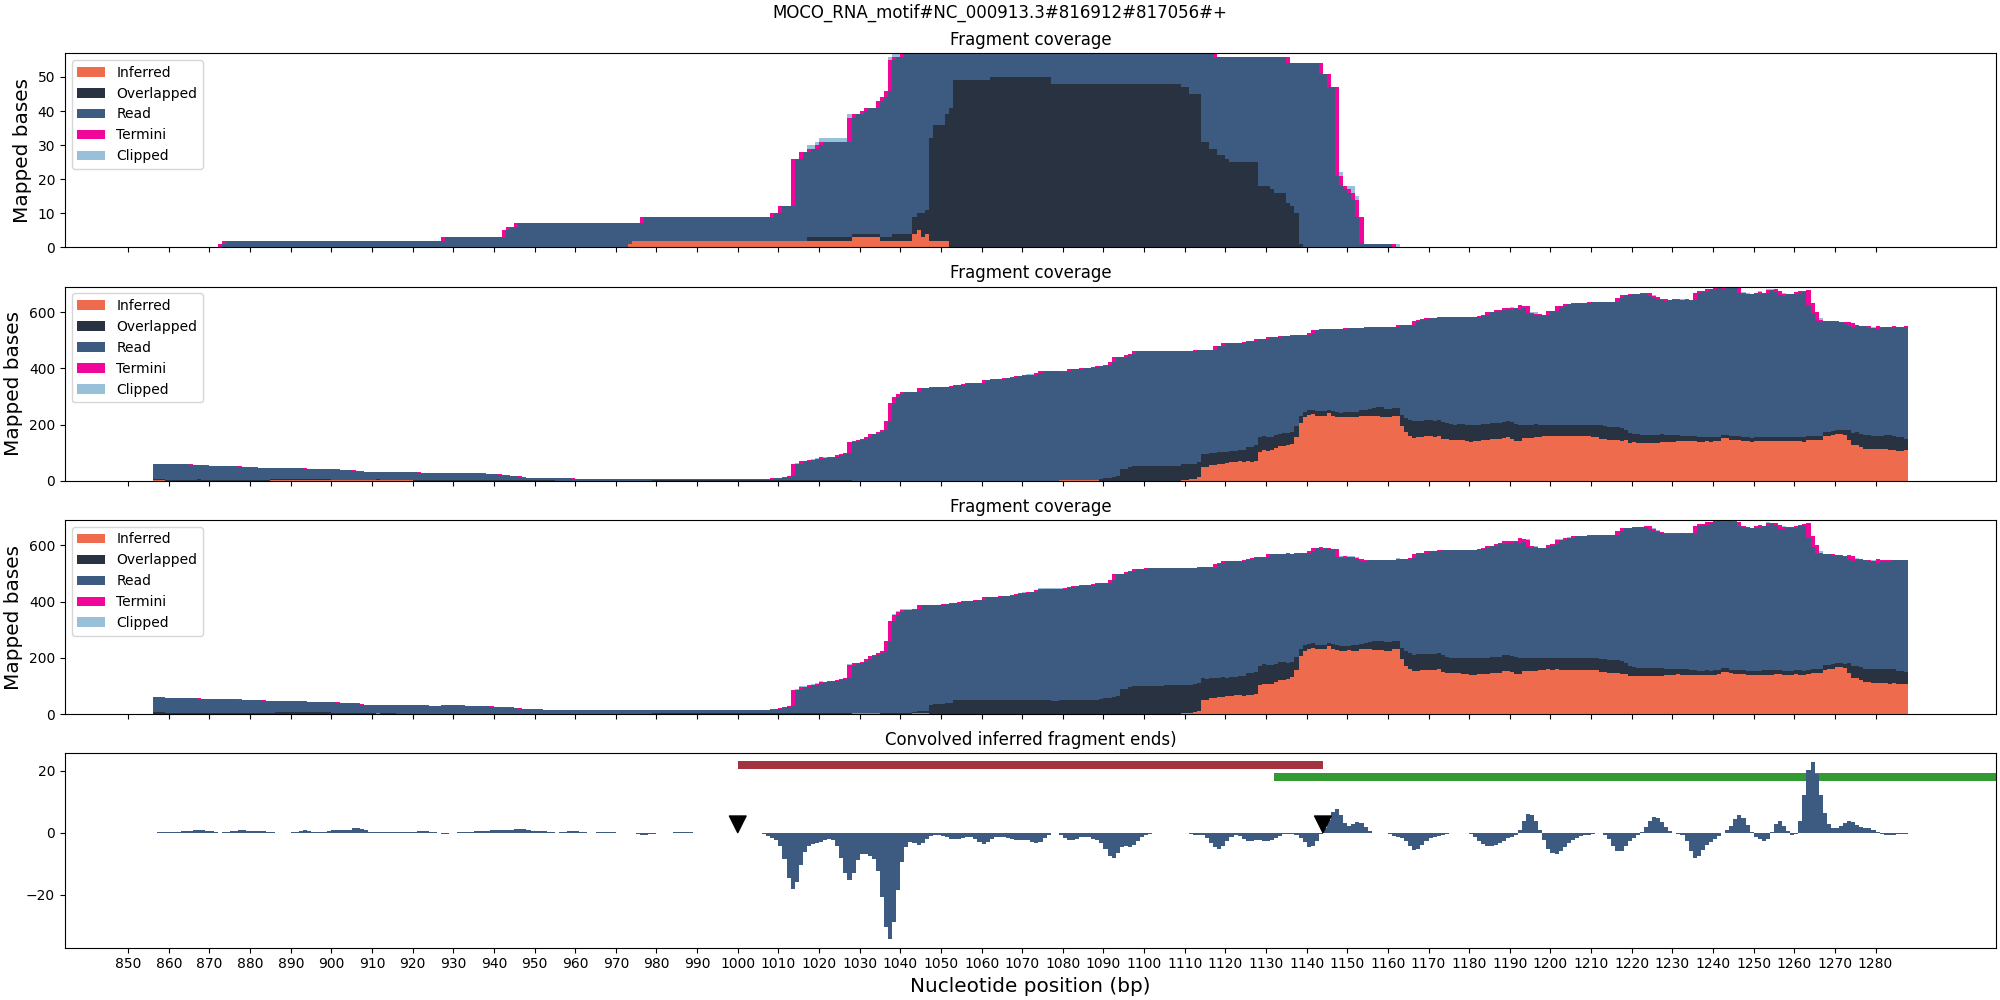 MOCO_RNA_motif#NC_000913.3#816912#817056#+
Fragment coverage
Mapped bases
50
40
30
20
10
0
Inferred
Overlapped
Read
Termini
Clipped
Fragment coverage
Mapped bases
600
400
200
0
Inferred
Overlapped
Read
Termini
Clipped
Fragment coverage
Mapped bases
600
400
200
0
Inferred
Overlapped
Read
Termini
Clipped
Convolved inferred fragment ends)
20
0
−20
850 860 870 880 890 900 910 920 930 940 950 960 970 980 990 1000 1010 1020 1030 1040 1050 1060 1070 1080 1090 1100 1110 1120 1130 1140 1150 1160 1170 1180 1190 1200 1210 1220 1230 1240 1250 1260 1270 1280
Nucleotide position (bp)